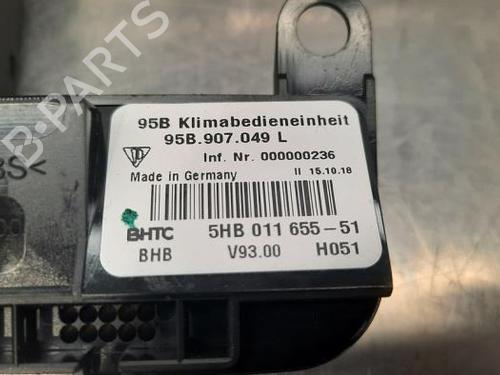 95B Klimabedieneinheit
95B.907.049 L
Inf. Nr. 000000236
Made in Germany II 15.10.18
BHTC 5HB 011 655-51
BHB V93.00 H051
B-PARTS